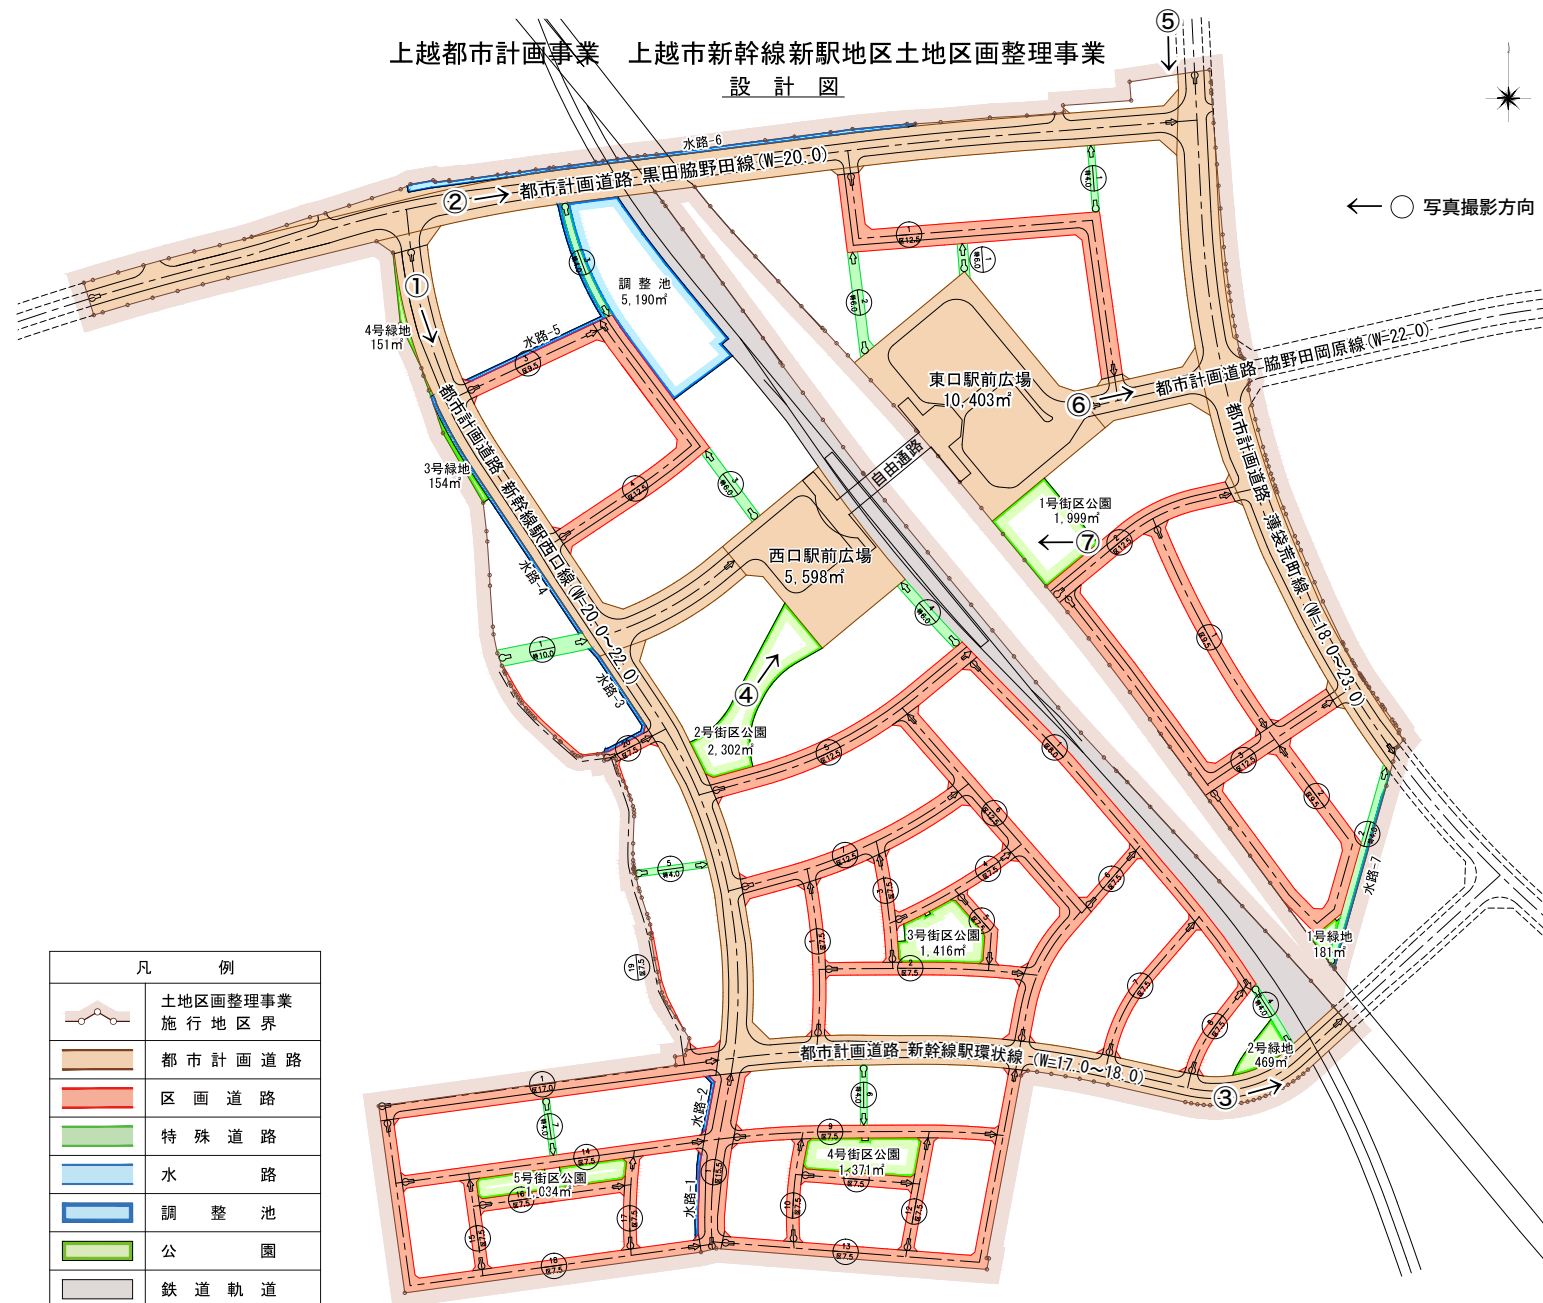 上越都市計画事業　上越市新幹線新駅地区土地区画整理事業
設　計　図
⑤
← ○ 写真撮影方向
水路-6
② → 都市計画道路 黒田脇野田線(W=20.0)
①
調 整 池
5,190㎡
4号緑地
151㎡
水路-5
都市計画道路 脇野田岡原線(W=22.0)
東口駅前広場
10,403㎡
⑥
都市計画道路 新幹線駅西口線(W=20.0～22.0)
都市計画道路 薄袋荒町線 (W=18.0～23.0)
自由通路
3号緑地
154㎡
1号街区公園
1,999㎡
⑦
西口駅前広場
5,598㎡
水路-4
水路-3
④
2号街区公園
2,302㎡
水路-7
3号街区公園
1,416㎡
1号緑地
181㎡
2号緑地
469㎡
都市計画道路 新幹線駅環状線 (W=17.0～18.0)
③
水路-2
4号街区公園
1,371㎡
5号街区公園
1,034㎡
水路-1
凡　例
土地区画整理事業
施 行 地 区 界
都 市 計 画 道 路
区 画 道 路
特 殊 道 路
水 路
調 整 池
公 園
鉄 道 軌 道